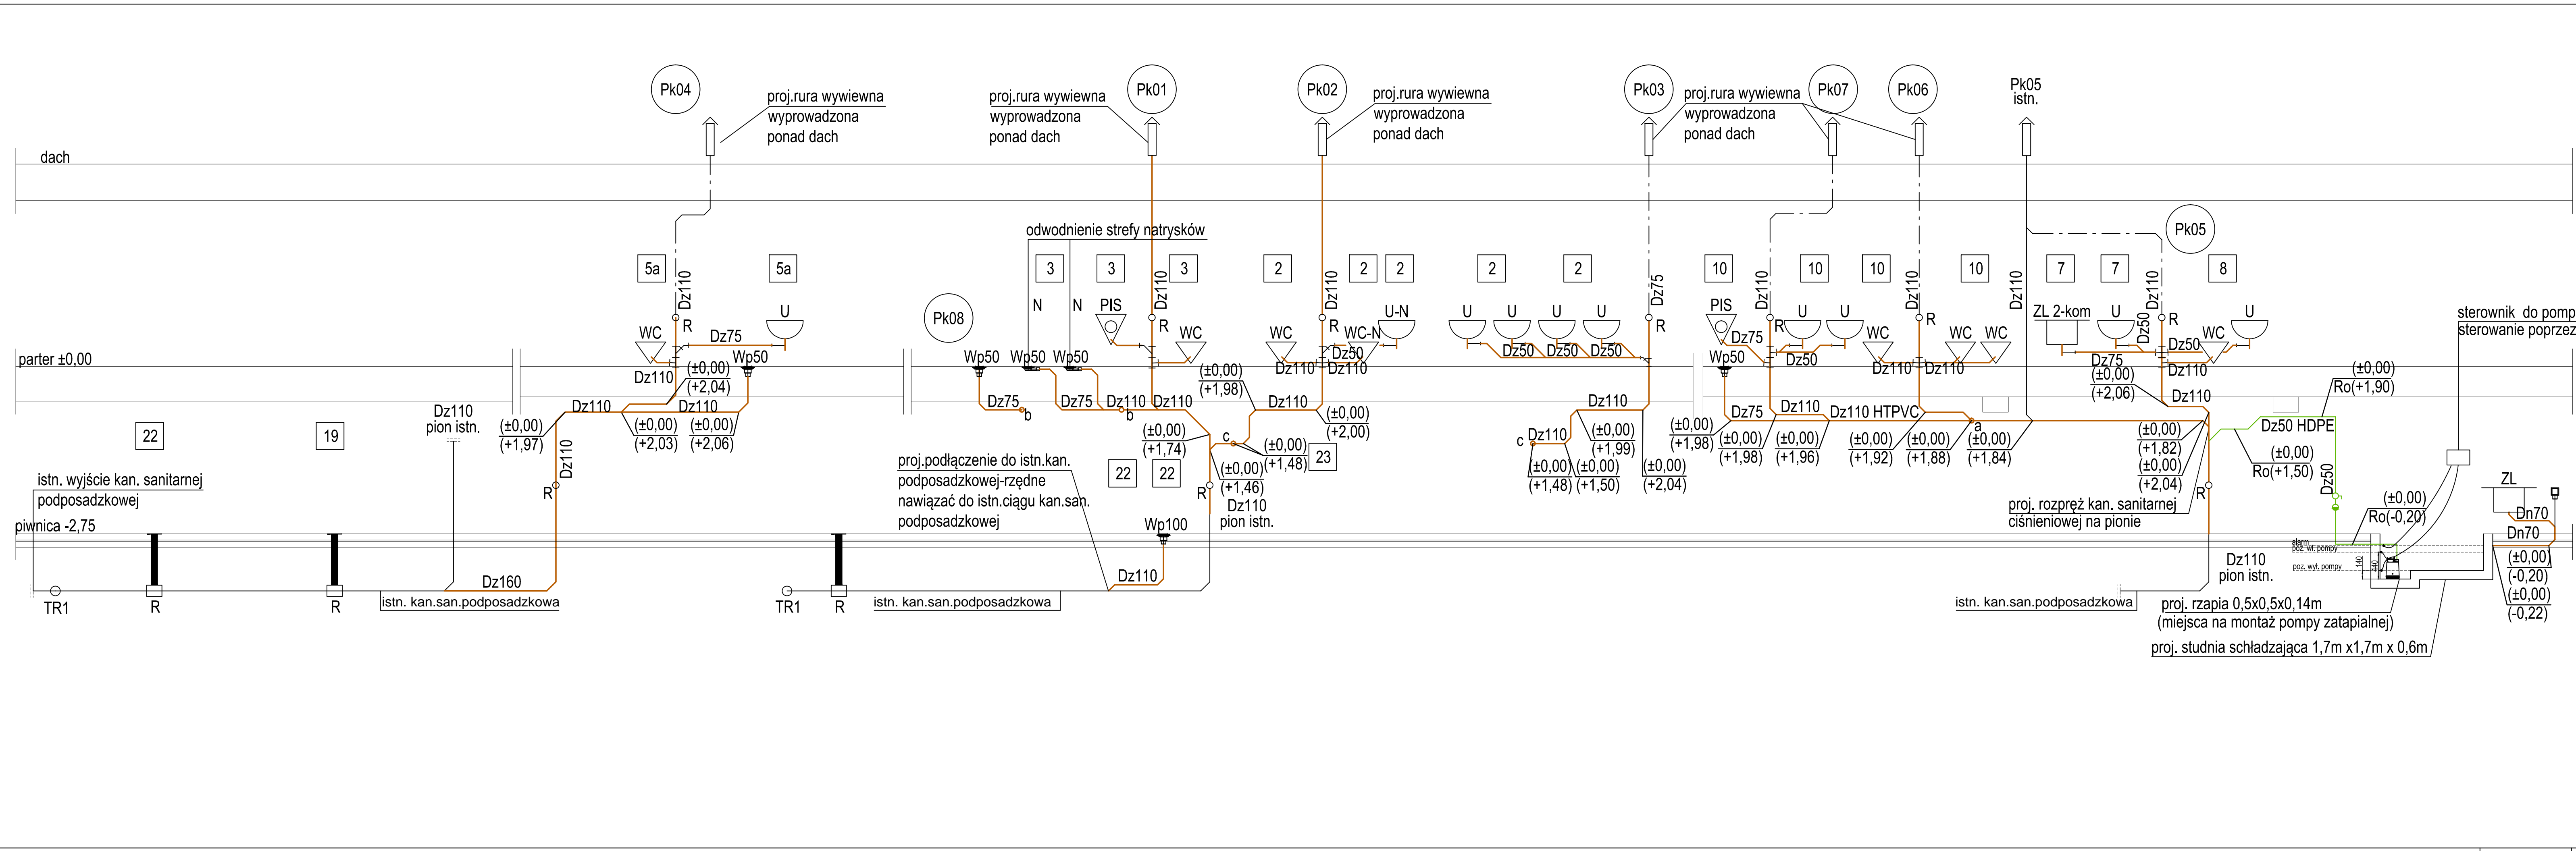 Pk04
Pk01
Pk02
Pk03
Pk07
Pk06
Pk05
istn.
proj.rura wywiewna
wyprowadzona
ponad dach
proj.rura wywiewna
wyprowadzona
ponad dach
proj.rura wywiewna
wyprowadzona
ponad dach
proj.rura wywiewna
wyprowadzona
ponad dach
dach
odwodnienie strefy natrysków
Pk05
5a
5a
3
3
3
2
2
2
2
2
10
10
10
10
7
7
8
Dz110
Dz110
Dz110
Dz75
Dz110
Dz110
Dz110
Dz110
Pk08
N
N
PIS
U
U-N
U
U
U
U
PIS
U
U
ZL 2-kom
U
U
sterownik do pomp
sterowanie poprzez
R
R
R
R
R
R
R
WC
Dz75
WC
WC
WC-N
Dz50
Dz50
Dz50
Dz50
Dz75
Dz50
WC
WC
WC
Dz50
Dz50
WC
Dz75
parter ±0,00
Wp50
Wp50
Wp50
Wp50
Wp50
Dz110
Dz110
Dz110
Dz110
Dz110
Dz110
(±0,00)
(+2,04)
(±0,00)
(+1,98)
(±0,00)
(+2,06)
(±0,00)
Ro(+1,90)
Dz110
pion istn.
Dz110
Dz110
Dz75
b
Dz75
Dz110
b
Dz110
Dz110
Dz110
Dz75
Dz110
Dz110 HTPVC
a
Dz110
Dz50 HDPE
(±0,00)
(+1,97)
(±0,00)
(+2,03)
(±0,00)
(+2,06)
(±0,00)
(+1,74)
(±0,00)
(+2,00)
c
(±0,00)
(+1,48)
23
c
Dz110
(±0,00)
(+1,99)
(±0,00)
(+1,98)
(±0,00)
(+1,98)
(±0,00)
(+1,96)
(±0,00)
(+1,92)
(±0,00)
(+1,88)
(±0,00)
(+1,84)
(±0,00)
(+1,82)
(±0,00)
(+2,04)
(±0,00)
Ro(+1,50)
22
19
Dz110
R
proj.podłączenie do istn.kan.
podposadzkowej-rzędne
nawiązać do istn.ciągu kan.san.
podposadzkowej
22
22
(±0,00)
(+1,46)
R
Dz110
pion istn.
(±0,00)
(+1,48)
(±0,00)
(+1,50)
(±0,00)
(+2,04)
Dz50
istn. wyjście kan. sanitarnej
podposadzkowej
proj. rozpręż kan. sanitarnej
ciśnieniowej na pionie
R
(±0,00)
Ro(-0,20)
ZL
Dn70
Dn70
piwnica -2,75
Wp100
alarm
poz. wł. pompy
poz. wył. pompy
140
440
Dz110
pion istn.
(±0,00)
(-0,20)
(±0,00)
(-0,22)
Dz160
Dz110
TR1
R
R
istn. kan.san.podposadzkowa
TR1
R
istn. kan.san.podposadzkowa
istn. kan.san.podposadzkowa
proj. rzapia 0,5x0,5x0,14m
(miejsca na montaż pompy zatapialnej)
proj. studnia schładzająca 1,7m x1,7m x 0,6m